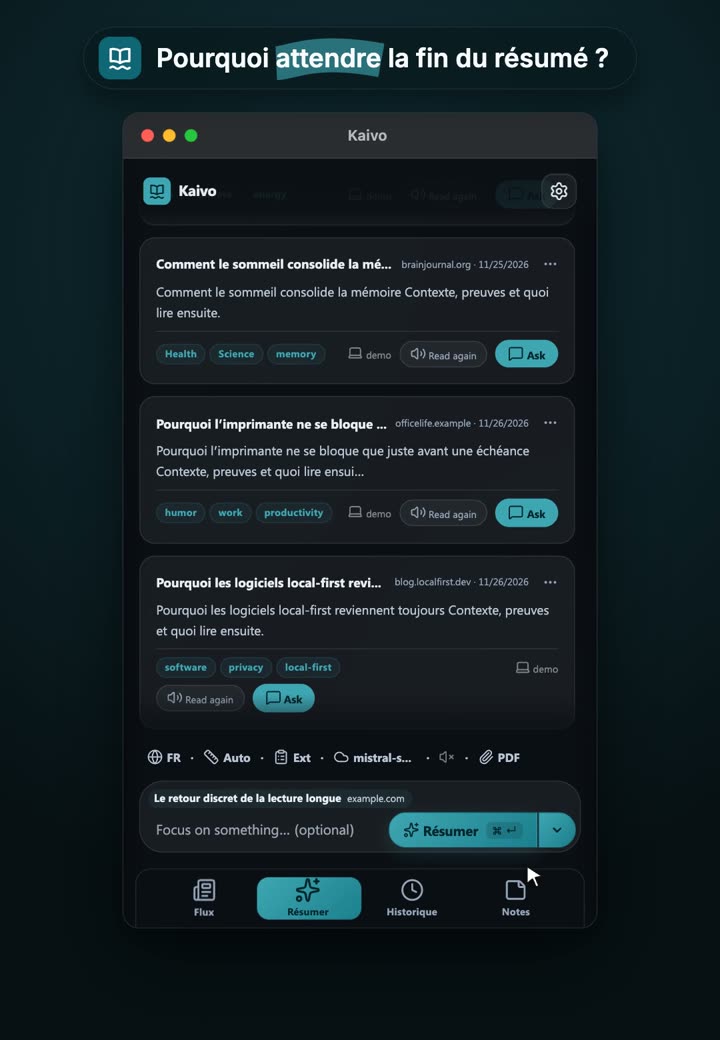 Pourquoi attendre la fin du résumé ?
Kaivo
Kaivo
energy
demo
Read again
Ask
Comment le sommeil consolide la mé... brainjournal.org · 11/25/2026 ...
Comment le sommeil consolide la mémoire Contexte, preuves et quoi
lire ensuite.
Health Science memory demo Read again Ask
Pourquoi l’imprimante ne se bloque ... officelife.example · 11/26/2026 ...
Pourquoi l’imprimante ne se bloque que juste avant une échéance
Contexte, preuves et quoi lire ensui...
humor work productivity demo Read again Ask
Pourquoi les logiciels local-first revi... blog.localfirst.dev · 11/26/2026 ...
Pourquoi les logiciels local-first reviennent toujours Contexte, preuves
et quoi lire ensuite.
software privacy local-first demo
Read again Ask
FR · Auto · Ext · mistral-s... · · PDF
Le retour discret de la lecture longue example.com
Focus on something... (optional) Résumer ⌘ ↵
Flux Résumer Historique Notes